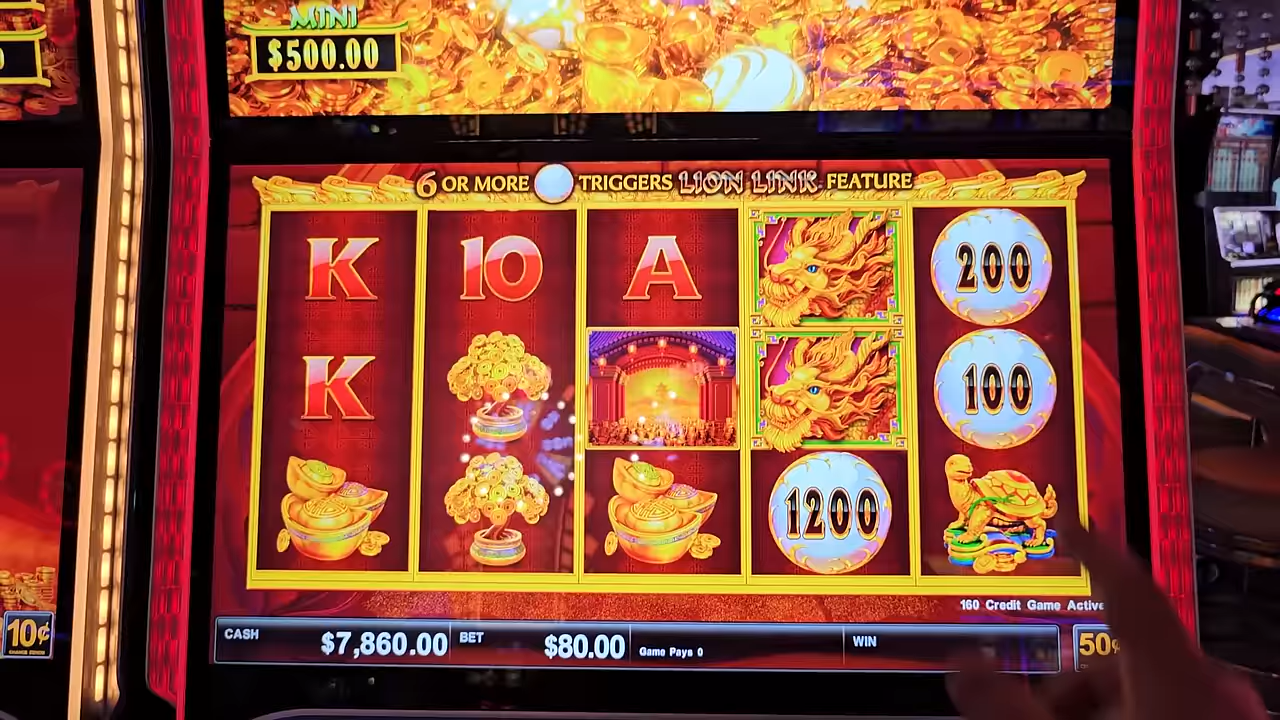 MINI
$500.00
6 OR MORE TRIGGERS LION LINK FEATURE
K 10 A 200
K 100
1200
160 Credit Game Active
CASH $7,860.00 BET $80.00 Game Pays 0 WIN 50¢
10¢